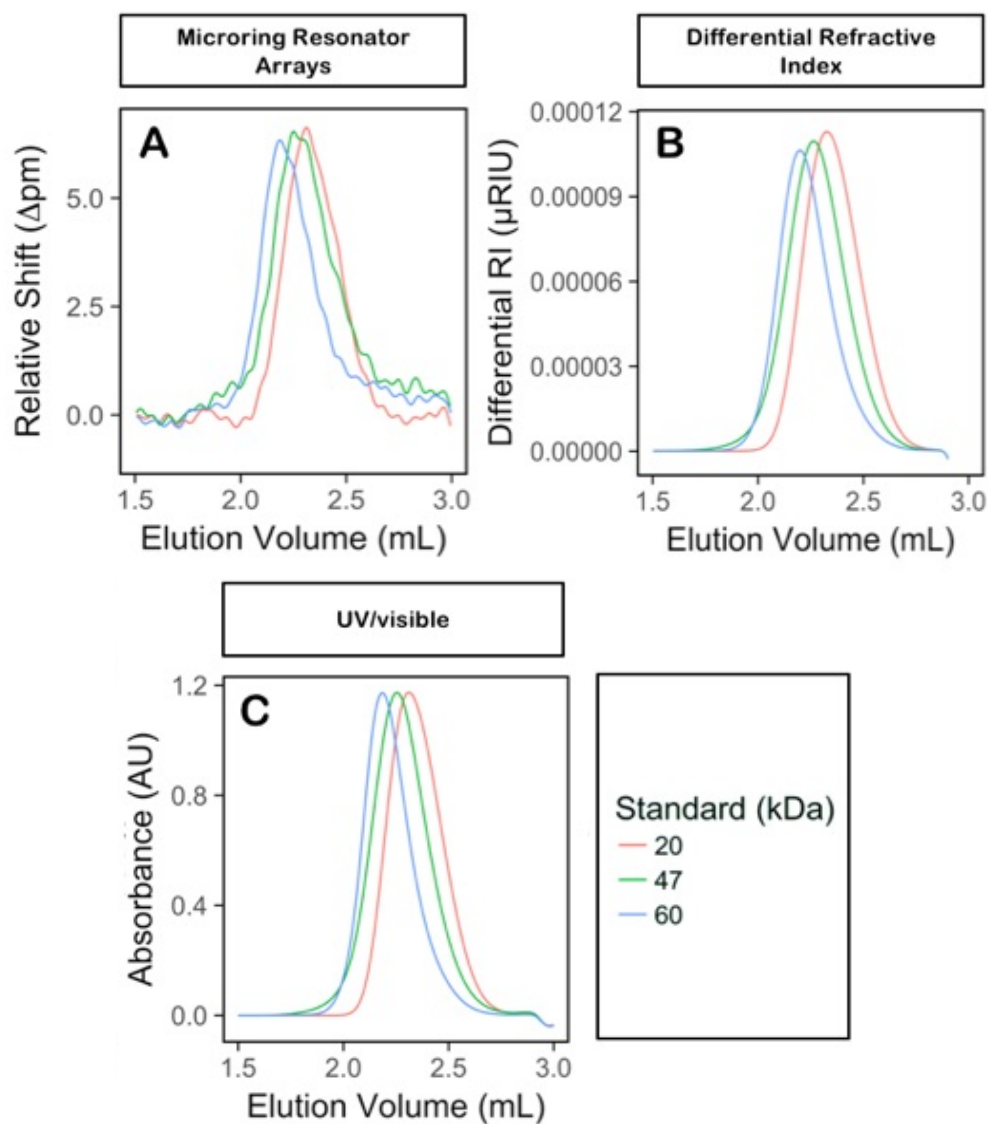 Microring Resonator
Arrays
A
Relative Shift (Δpm)
5.0
2.5
0.0
1.5 2.0 2.5 3.0
Elution Volume (mL)
Differential Refractive
Index
B
Differential RI (µRIU)
0.00012
0.00009
0.00006
0.00003
0.00000
1.5 2.0 2.5 3.0
Elution Volume (mL)
UV/visible
C
Absorbance (AU)
1.2
0.8
0.4
0.0
1.5 2.0 2.5 3.0
Elution Volume (mL)
Standard (kDa)
20
47
60